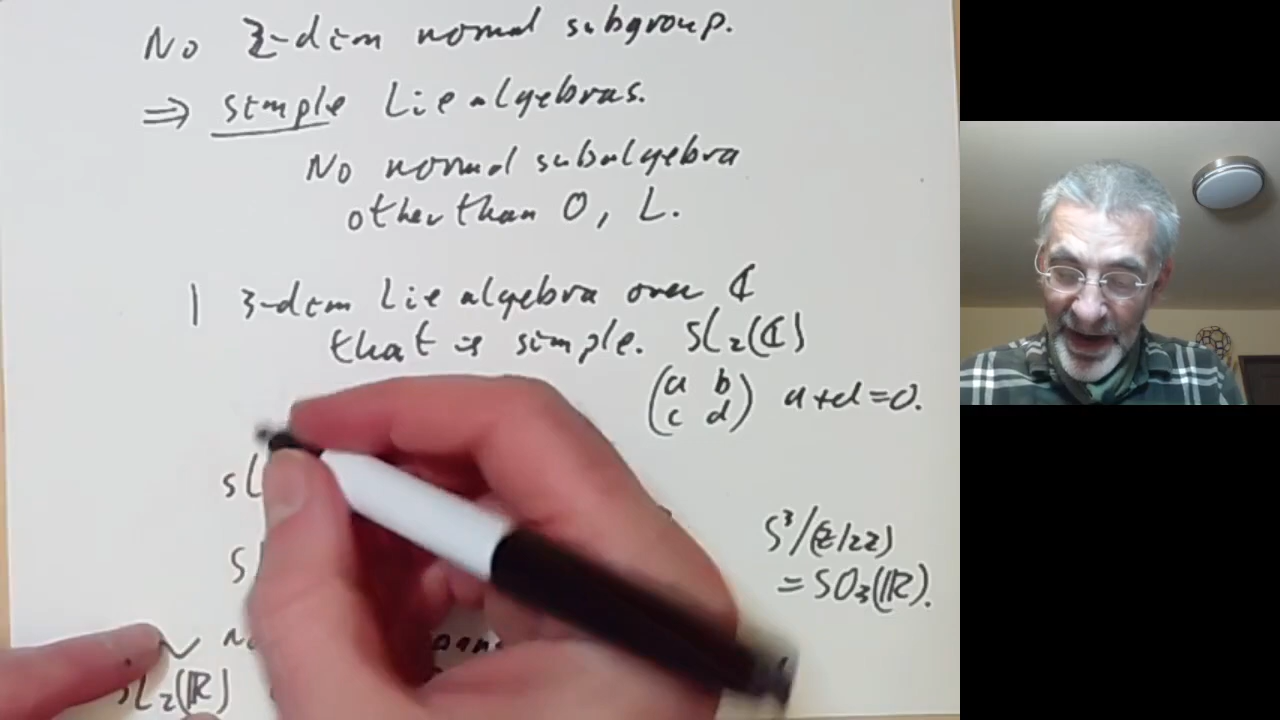 No 2-dim normal subgroup.
⇒ simple Lie algebras.
No normal subalgebra
other than 0, L.
1 3-dim Lie algebra over ℂ
that is simple. SL₂(ℂ)
(a b
c d) a+d=0.
S³/(ℤ/2ℤ)
= SO₃(ℝ).
SL₂(ℝ)